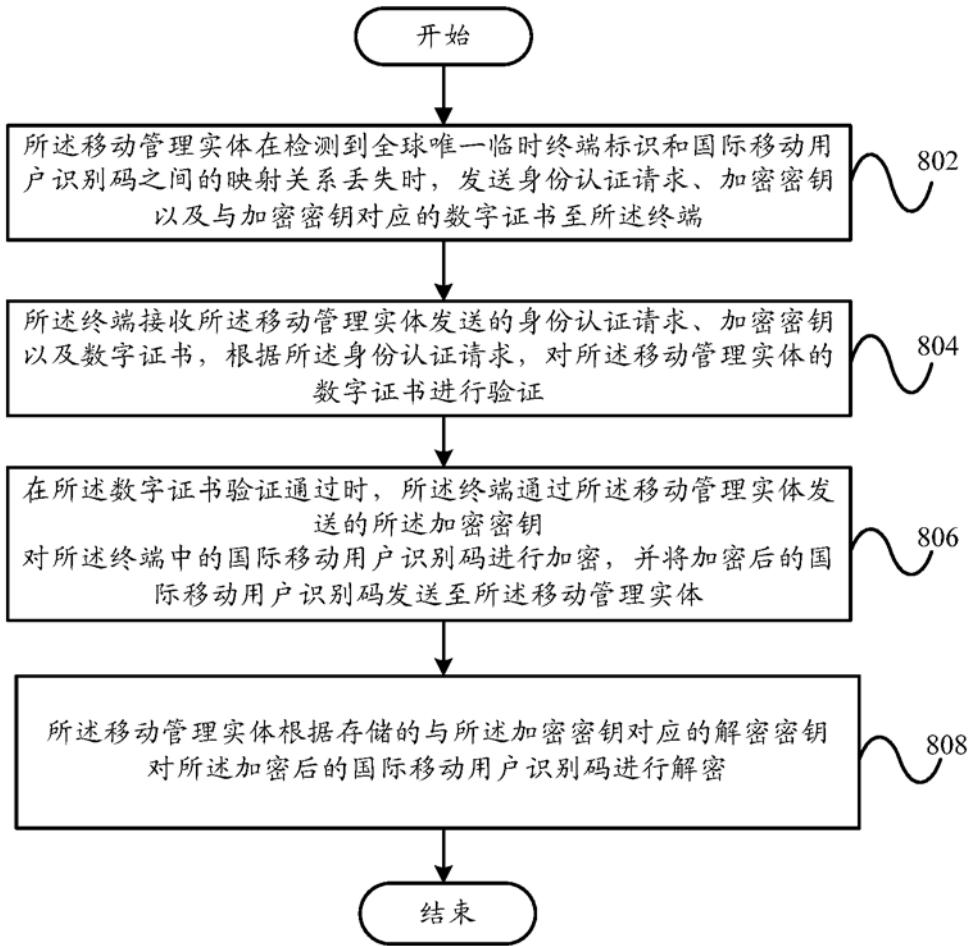 开始
所述移动管理实体在检测到全球唯一临时终端标识和国际移动用
户识别码之间的映射关系丢失时，发送身份认证请求、加密密钥
以及与加密密钥对应的数字证书至所述终端
802
所述终端接收所述移动管理实体发送的身份认证请求、加密密钥
以及数字证书，根据所述身份认证请求，对所述移动管理实体的
数字证书进行验证
804
在所述数字证书验证通过时，所述终端通过所述移动管理实体发
送的所述加密密钥
对所述终端中的国际移动用户识别码进行加密，并将加密后的国
际移动用户识别码发送至所述移动管理实体
806
所述移动管理实体根据存储的与所述加密密钥对应的解密密钥
对所述加密后的国际移动用户识别码进行解密
808
结束